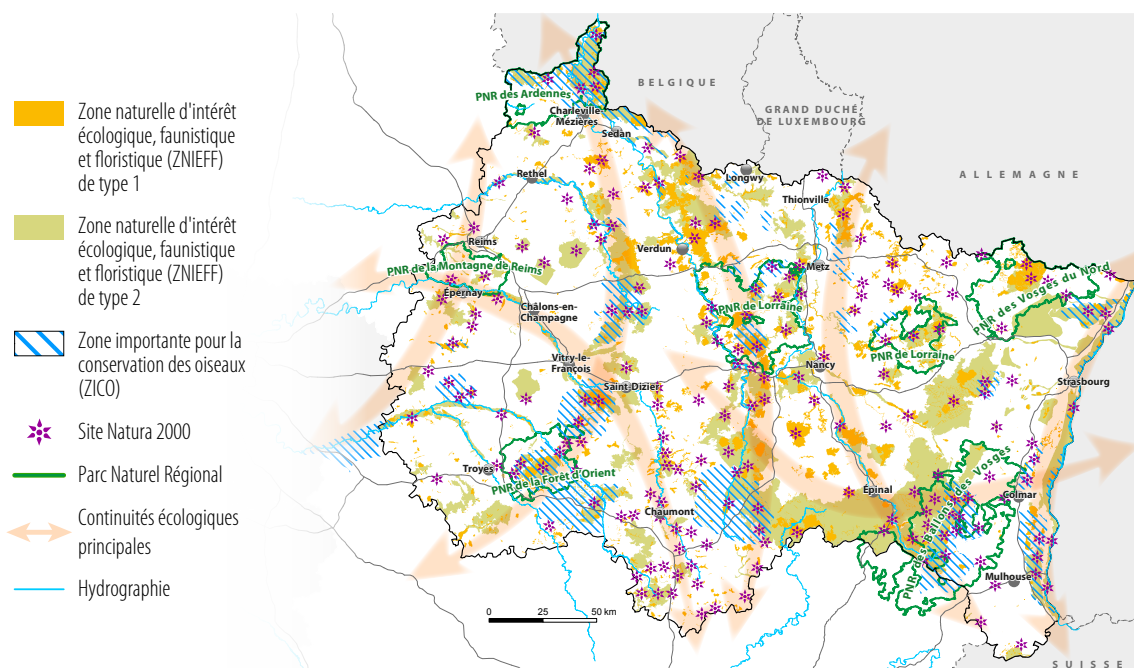 Zone naturelle d'intérêt
écologique, faunistique
et floristique (ZNIEFF)
de type 1
Zone naturelle d'intérêt
écologique, faunistique
et floristique (ZNIEFF)
de type 2
Zone importante pour la
conservation des oiseaux
(ZICO)
Site Natura 2000
Parc Naturel Régional
Continuités écologiques
principales
Hydrographie
BELGIQUE
GRAND DUCHÉ
DE LUXEMBOURG
ALLEMAGNE
PNR des Ardennes
Charleville
Mézières
Sedan
Rethel
Longwy
Thionville
Reims
Verdun
Metz
PNR de la Montagne de Reims
Épernay
Châlons-en-
Champagne
PNR de Lorraine
PNR des Vosges du Nord
Vitry-le-
François
Saint-Dizier
Nancy
PNR de Lorraine
Strasbourg
Troyes
PNR de la Forêt d'Orient
Chaumont
Épinal
PNR des Ballons des Vosges
Colmar
Mulhouse
0 25 50 km
SUISSE